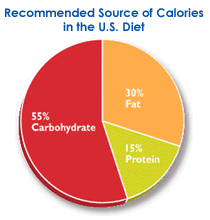 Recommended Source of Calories
in the U.S. Diet
30%
Fat
55%
Carbohydrate
15%
Protein